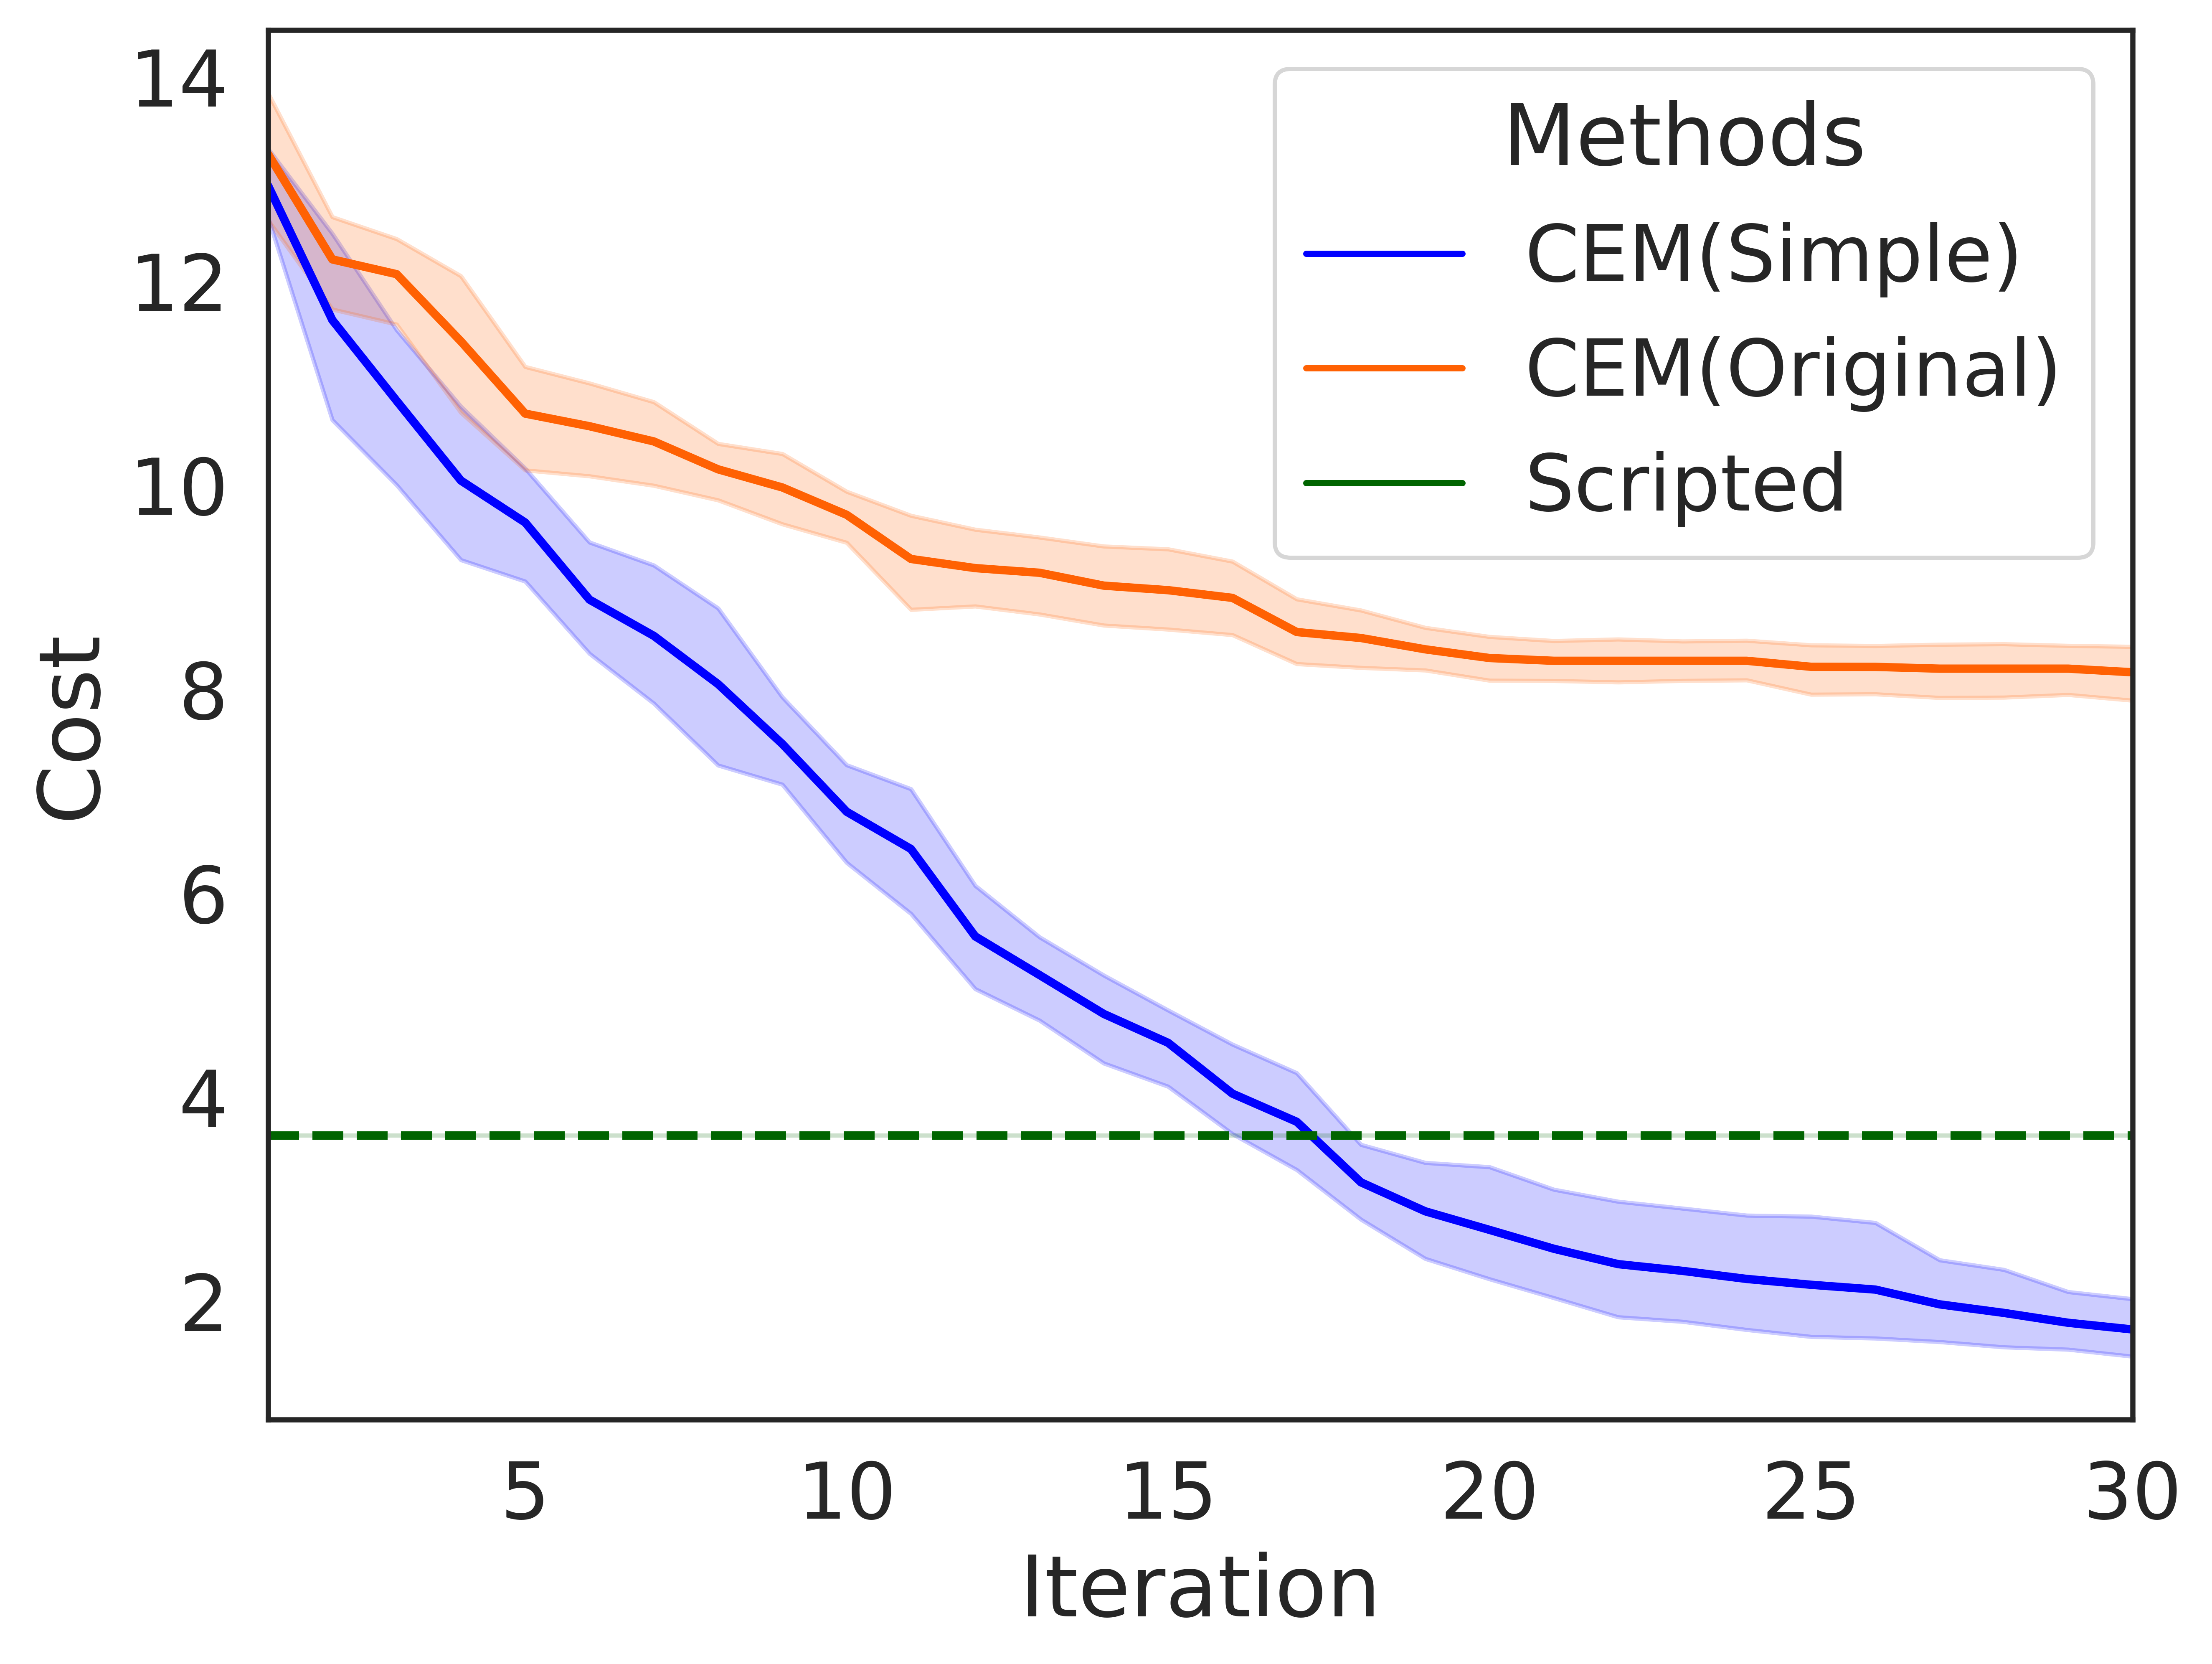 14
12
10
8
6
4
2
Cost
Methods
CEM(Simple)
CEM(Original)
Scripted
5 10 15 20 25 30
Iteration